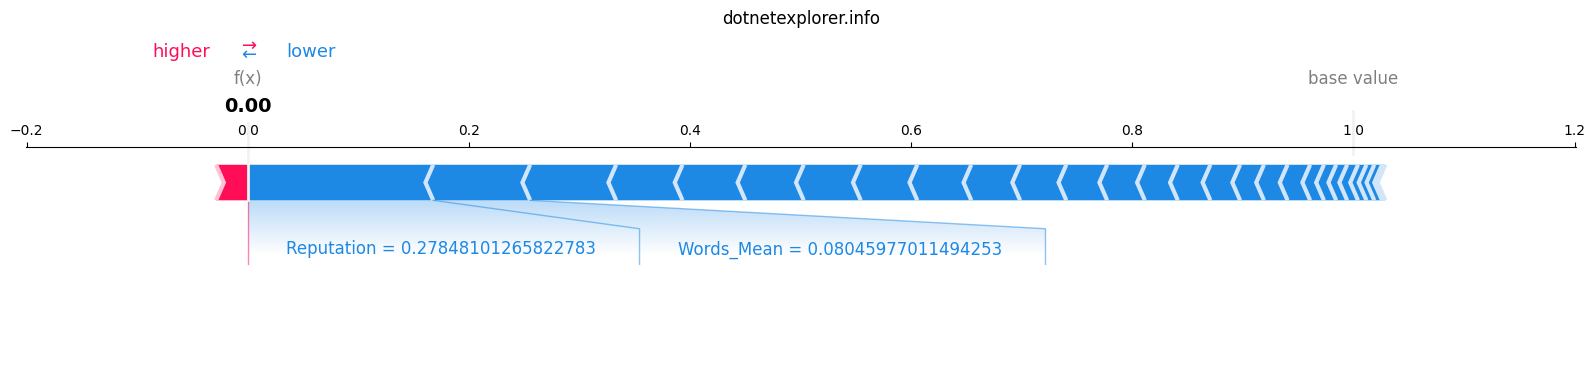 dotnetexplorer.info
higher ⇄ lower
f(x) base value
0.00
−0.2 0.0 0.2 0.4 0.6 0.8 1.0 1.2
Reputation = 0.27848101265822783 Words_Mean = 0.08045977011494253